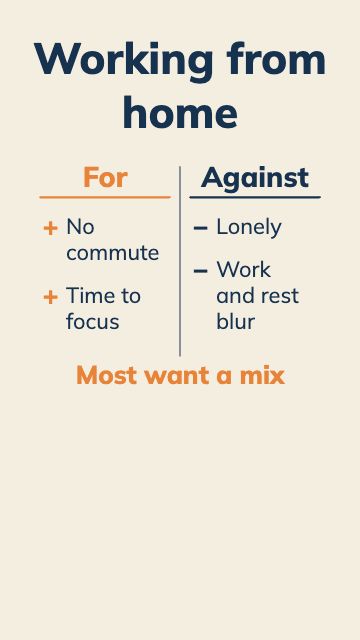 Working from
home
For
+ No
commute
+ Time to
focus
Against
– Lonely
– Work
and rest
blur
Most want a mix